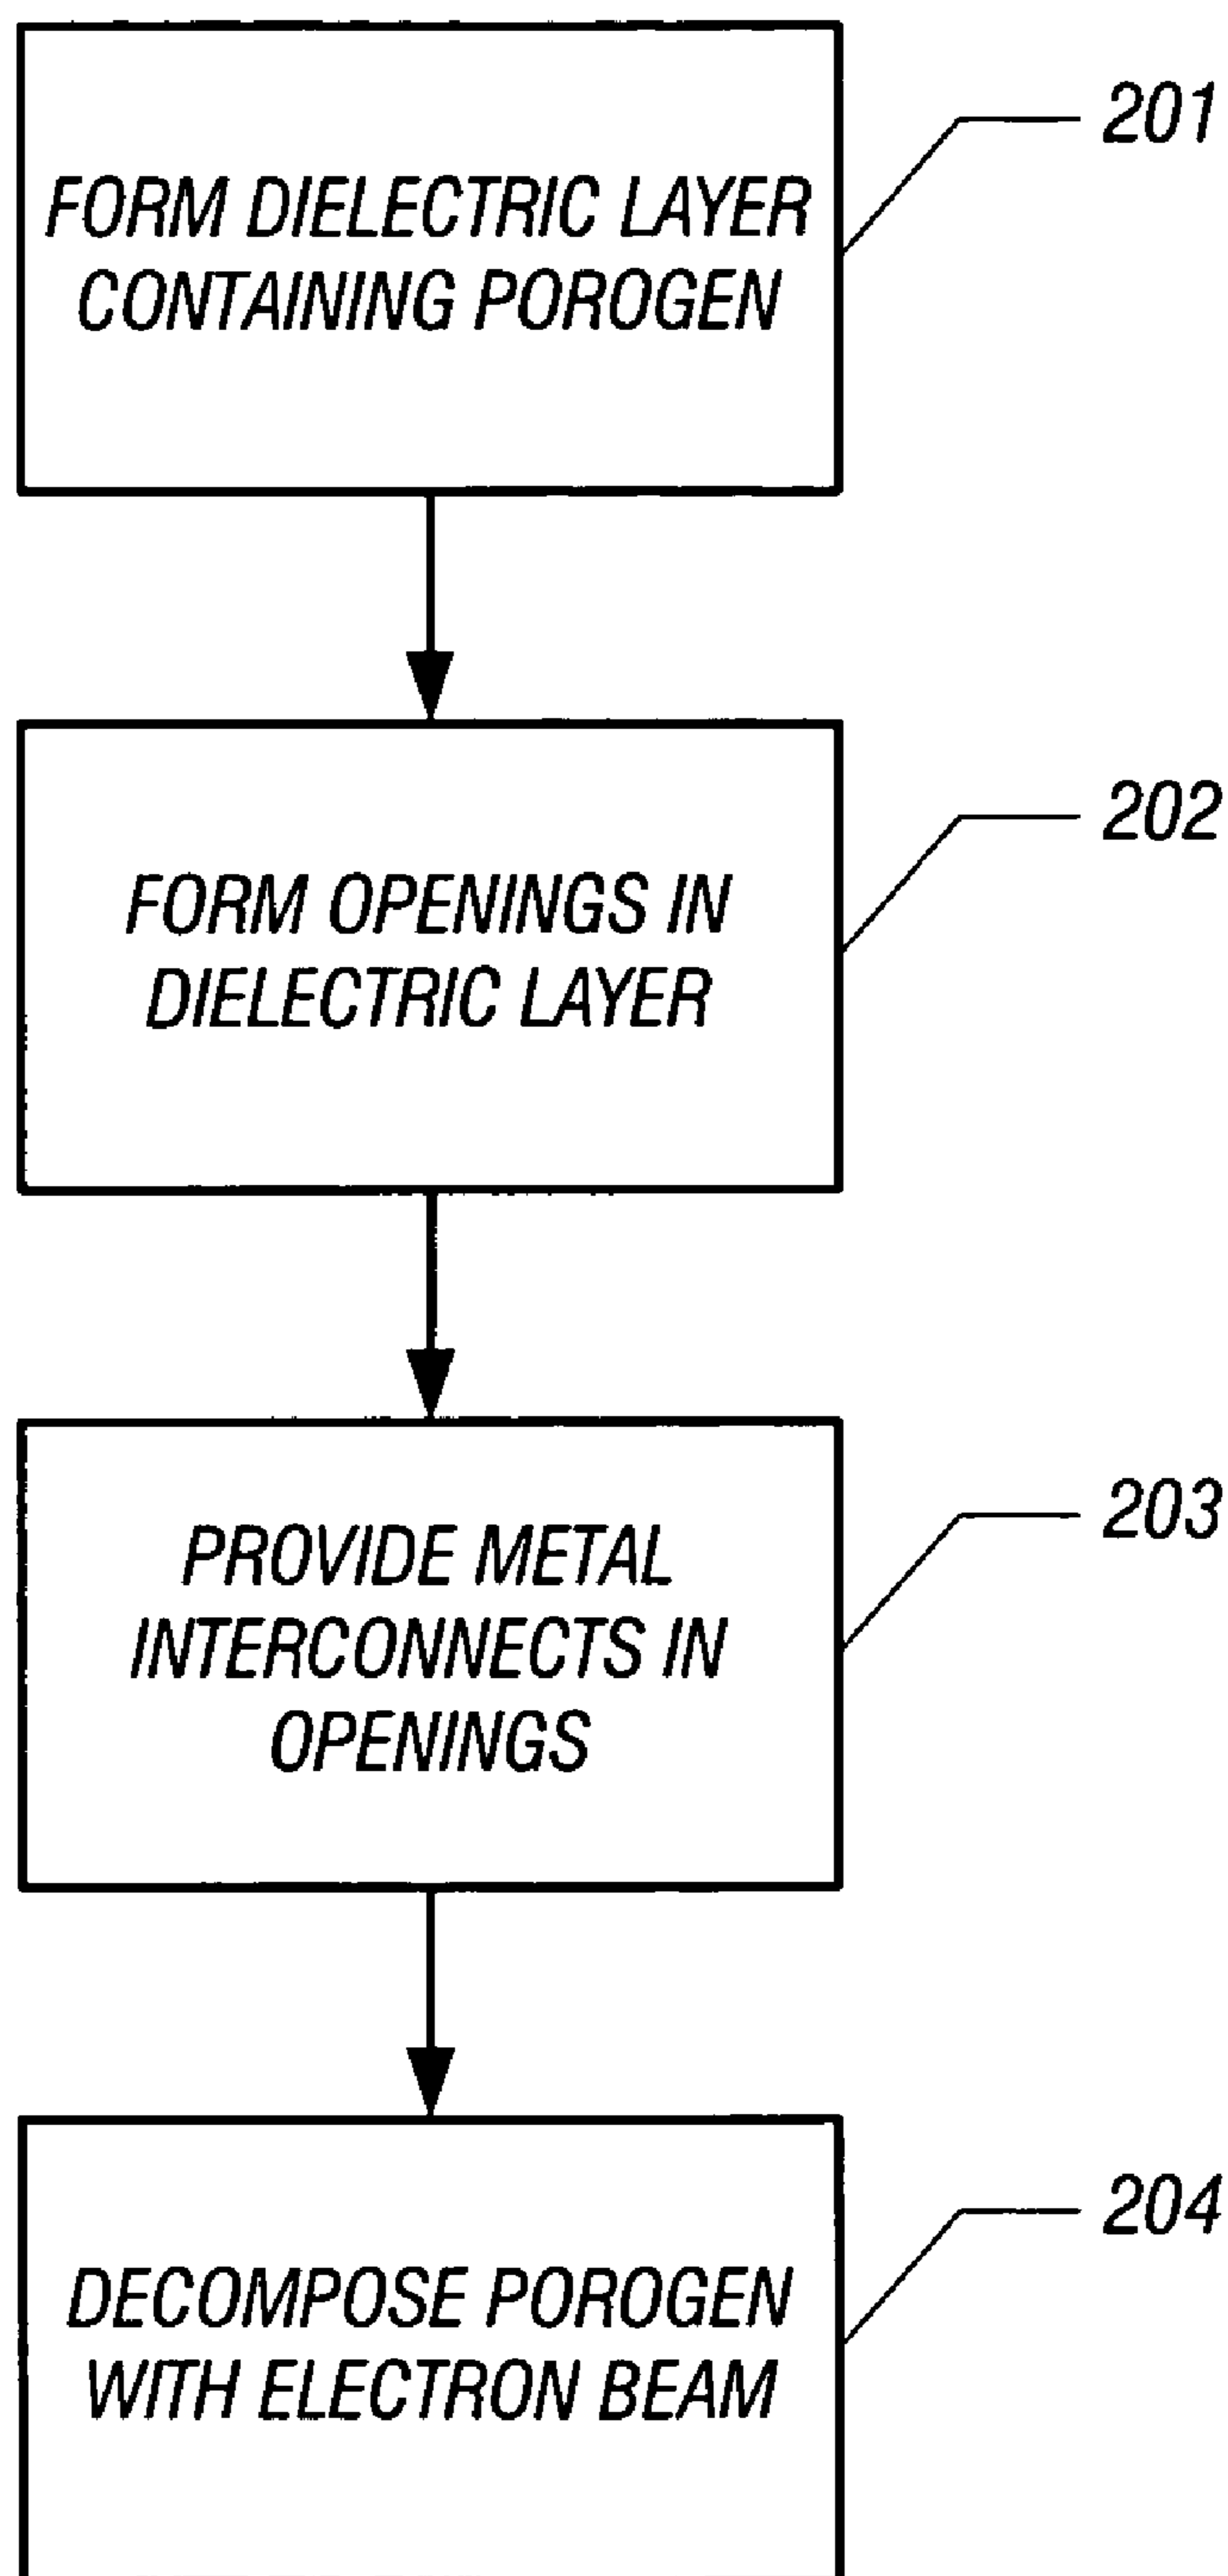 FORM DIELECTRIC LAYER
CONTAINING POROGEN
201
FORM OPENINGS IN
DIELECTRIC LAYER
202
PROVIDE METAL
INTERCONNECTS IN
OPENINGS
203
DECOMPOSE POROGEN
WITH ELECTRON BEAM
204